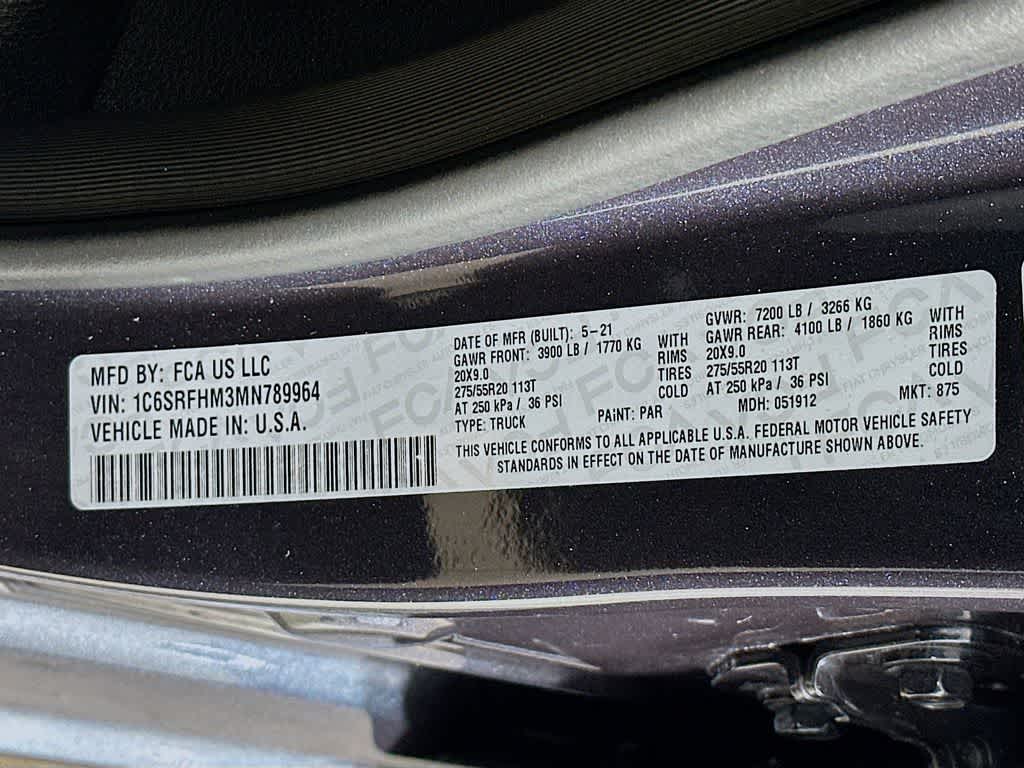 MFD BY: FCA US LLC
VIN: 1C6SRFHM3MN789964
VEHICLE MADE IN: U.S.A.
DATE OF MFR (BUILT): 5-21
GAWR FRONT: 3900 LB / 1770 KG WITH
20X9.0 RIMS
275/55R20 113T TIRES
AT 250 kPa / 36 PSI COLD
TYPE: TRUCK
PAiNT: PAR
GVWR: 7200 LB / 3266 KG
GAWR REAR: 4100 LB / 1860 KG WITH
20X9.0 RIMS
275/55R20 113T TIRES
AT 250 kPa / 36 PSI COLD
MDH: 051912
MKT: 875
THIS VEHICLE CONFORMS TO ALL APPLICABLE U.S.A. FEDERAL MOTOR VEHICLE SAFETY
STANDARDS IN EFFECT ON THE DATE OF MANUFACTURE SHOWN ABOVE.